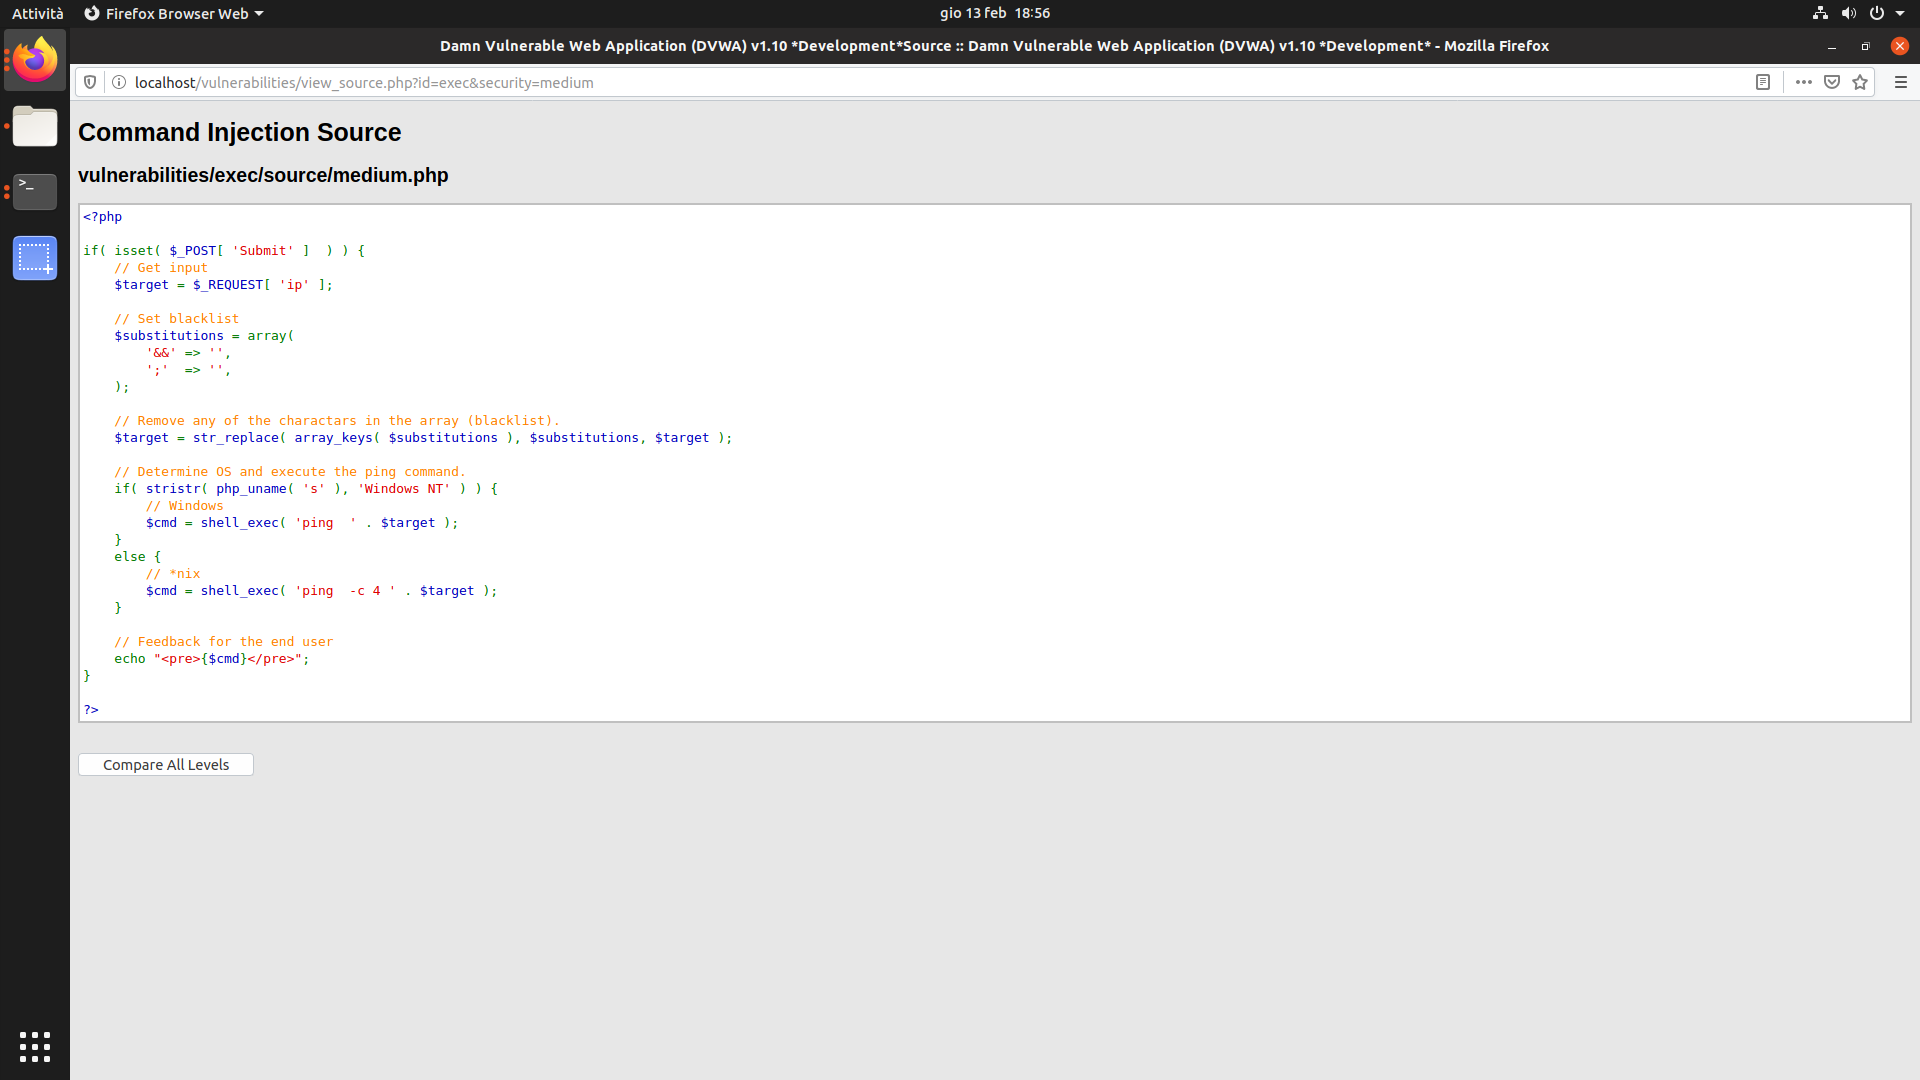 Attività
Firefox Browser Web
gio 13 feb 18:56
Damn Vulnerable Web Application (DVWA) v1.10 *Development*Source :: Damn Vulnerable Web Application (DVWA) v1.10 *Development* - Mozilla Firefox
localhost/vulnerabilities/view_source.php?id=exec&security=medium
>_
Command Injection Source
vulnerabilities/exec/source/medium.php
<?php
if( isset( $_POST[ 'Submit' ]  ) ) {
    // Get input
    $target = $_REQUEST[ 'ip' ];
    // Set blacklist
    $substitutions = array(
        '&&' => '',
        ';'  => '',
    );
    // Remove any of the charactars in the array (blacklist).
    $target = str_replace( array_keys( $substitutions ), $substitutions, $target );
    // Determine OS and execute the ping command.
    if( stristr( php_uname( 's' ), 'Windows NT' ) ) {
        // Windows
        $cmd = shell_exec( 'ping  ' . $target );
    }
    else {
        // *nix
        $cmd = shell_exec( 'ping  -c 4 ' . $target );
    }
    // Feedback for the end user
    echo "<pre>{$cmd}</pre>";
}
?>
Compare All Levels